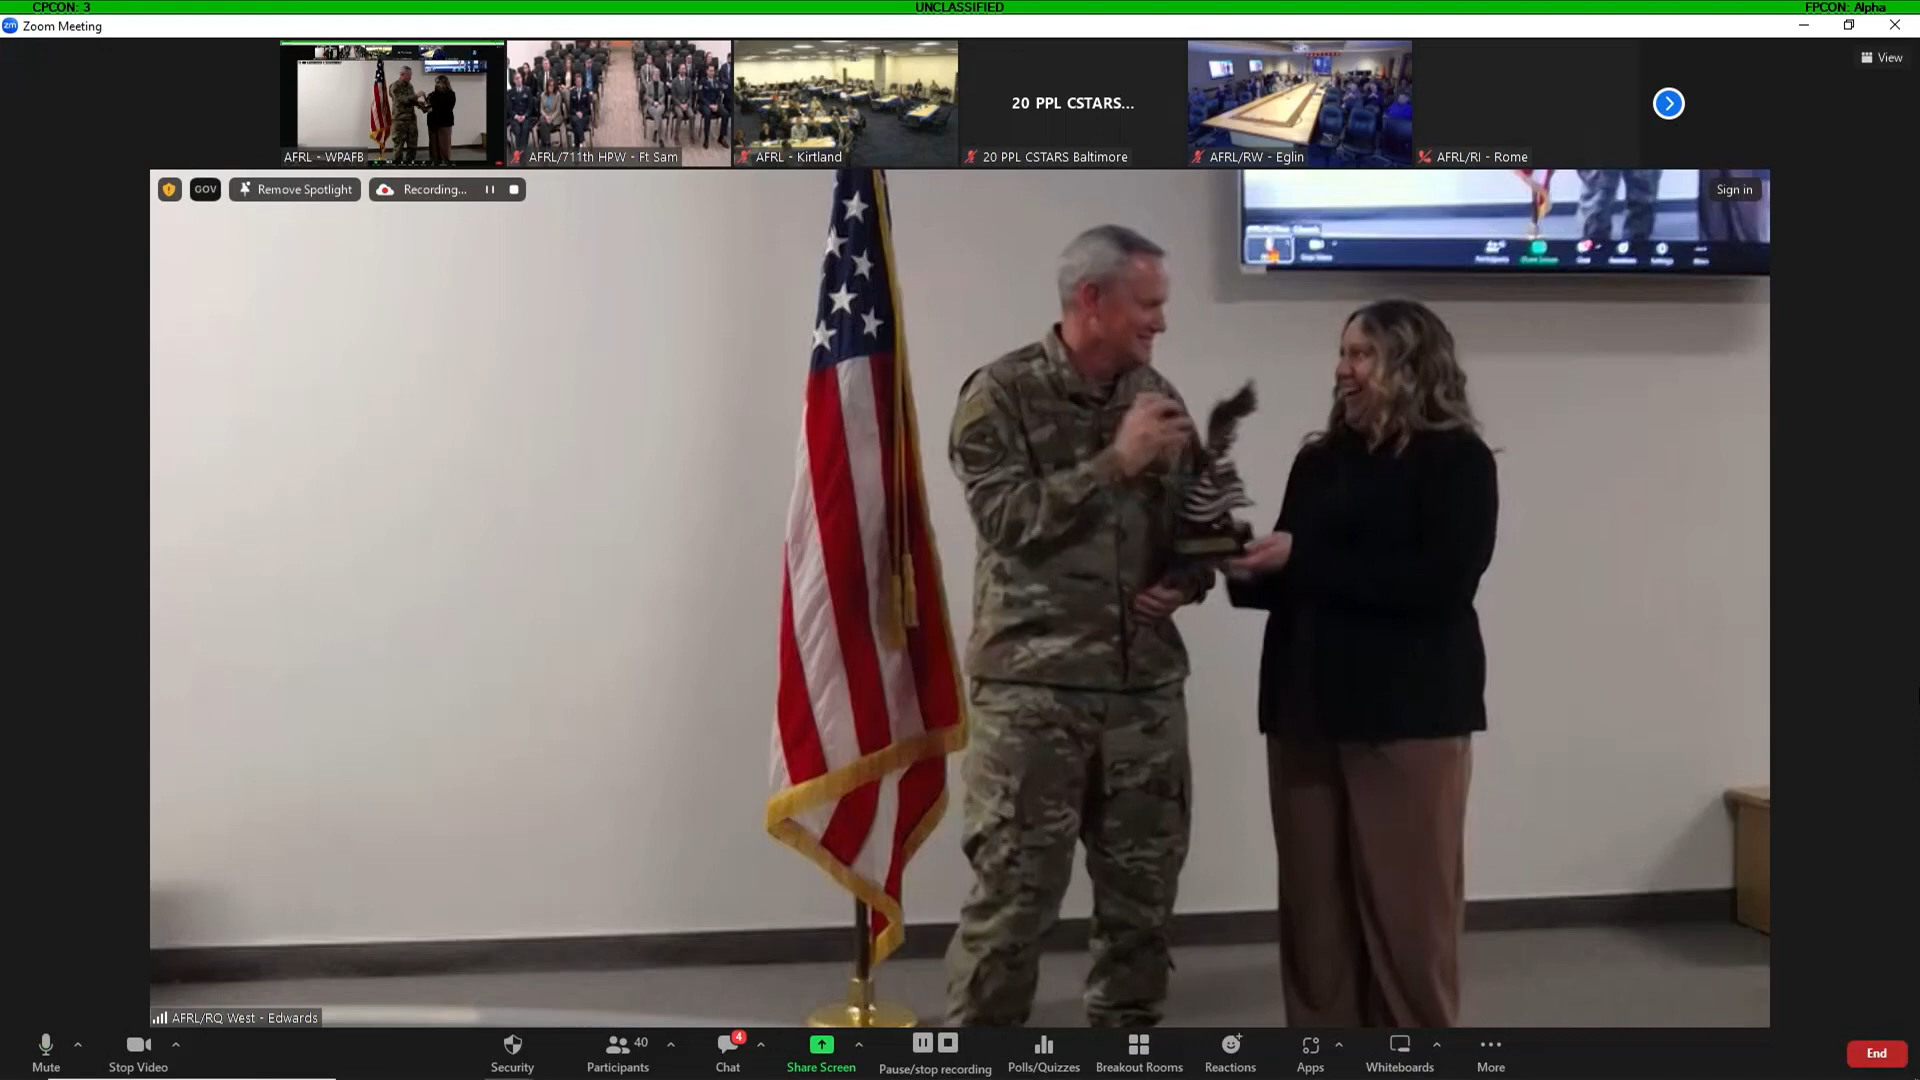 CPCON: 3
UNCLASSIFIED
FPCON: Alpha
zm Zoom Meeting
View
AFRL - WPAFB
AFRL/711th HPW - Ft Sam
AFRL - Kirtland
20 PPL CSTARS...
20 PPL CSTARS Baltimore
AFRL/RW - Eglin
AFRL/RI - Rome
GOV
Remove Spotlight
Recording...
Sign in
AFRL/RQ West - Edwards
Mute
Stop Video
Security
Participants
40
Chat
4
Share Screen
Pause/stop recording
Polls/Quizzes
Breakout Rooms
Reactions
Apps
Whiteboards
More
End